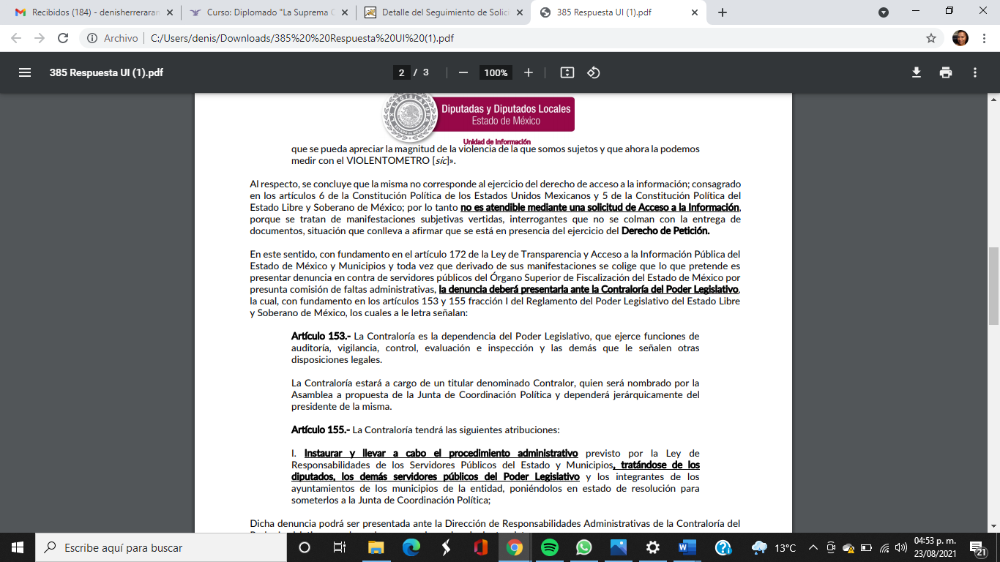 Recibidos (184) - denisherreraran
Curso: Diplomado "La Suprema C
Detalle del Seguimiento de Solici
385 Respuesta UI (1).pdf
Archivo
C:/Users/denis/Downloads/385%20%20Respuesta%20UI%20(1).pdf
385 Respuesta UI (1).pdf
2 / 3
100%
LX LEGISLATURA
Diputadas y Diputados Locales
Estado de México
Unidad de Información
que se pueda apreciar la magnitud de la violencia de la que somos sujetos y que ahora la podemos
medir con el VIOLENTOMETRO [sic]».
Al respecto, se concluye que la misma no corresponde al ejercicio del derecho de acceso a la información; consagrado
en los artículos 6 de la Constitución Política de los Estados Unidos Mexicanos y 5 de la Constitución Política del
Estado Libre y Soberano de México; por lo tanto no es atendible mediante una solicitud de Acceso a la Información,
porque se tratan de manifestaciones subjetivas vertidas, interrogantes que no se colman con la entrega de
documentos, situación que conlleva a afirmar que se está en presencia del ejercicio del Derecho de Petición.
En este sentido, con fundamento en el artículo 172 de la Ley de Transparencia y Acceso a la Información Pública del
Estado de México y Municipios y toda vez que derivado de sus manifestaciones se colige que lo que pretende es
presentar denuncia en contra de servidores públicos del Órgano Superior de Fiscalización del Estado de México por
presunta comisión de faltas administrativas, la denuncia deberá presentarla ante la Contraloría del Poder Legislativo,
la cual, con fundamento en los artículos 153 y 155 fracción I del Reglamento del Poder Legislativo del Estado Libre
y Soberano de México, los cuales a le letra señalan:
Artículo 153.- La Contraloría es la dependencia del Poder Legislativo, que ejerce funciones de
auditoría, vigilancia, control, evaluación e inspección y las demás que le señalen otras
disposiciones legales.
La Contraloría estará a cargo de un titular denominado Contralor, quien será nombrado por la
Asamblea a propuesta de la Junta de Coordinación Política y dependerá jerárquicamente del
presidente de la misma.
Artículo 155.- La Contraloría tendrá las siguientes atribuciones:
I. Instaurar y llevar a cabo el procedimiento administrativo previsto por la Ley de
Responsabilidades de los Servidores Públicos del Estado y Municipios, tratándose de los
diputados, los demás servidores públicos del Poder Legislativo y los integrantes de los
ayuntamientos de los municipios de la entidad, poniéndolos en estado de resolución para
someterlos a la Junta de Coordinación Política;
Dicha denuncia podrá ser presentada ante la Dirección de Responsabilidades Administrativas de la Contraloría del
Escribe aquí para buscar
13°C
04:53 p. m.
23/08/2021
21